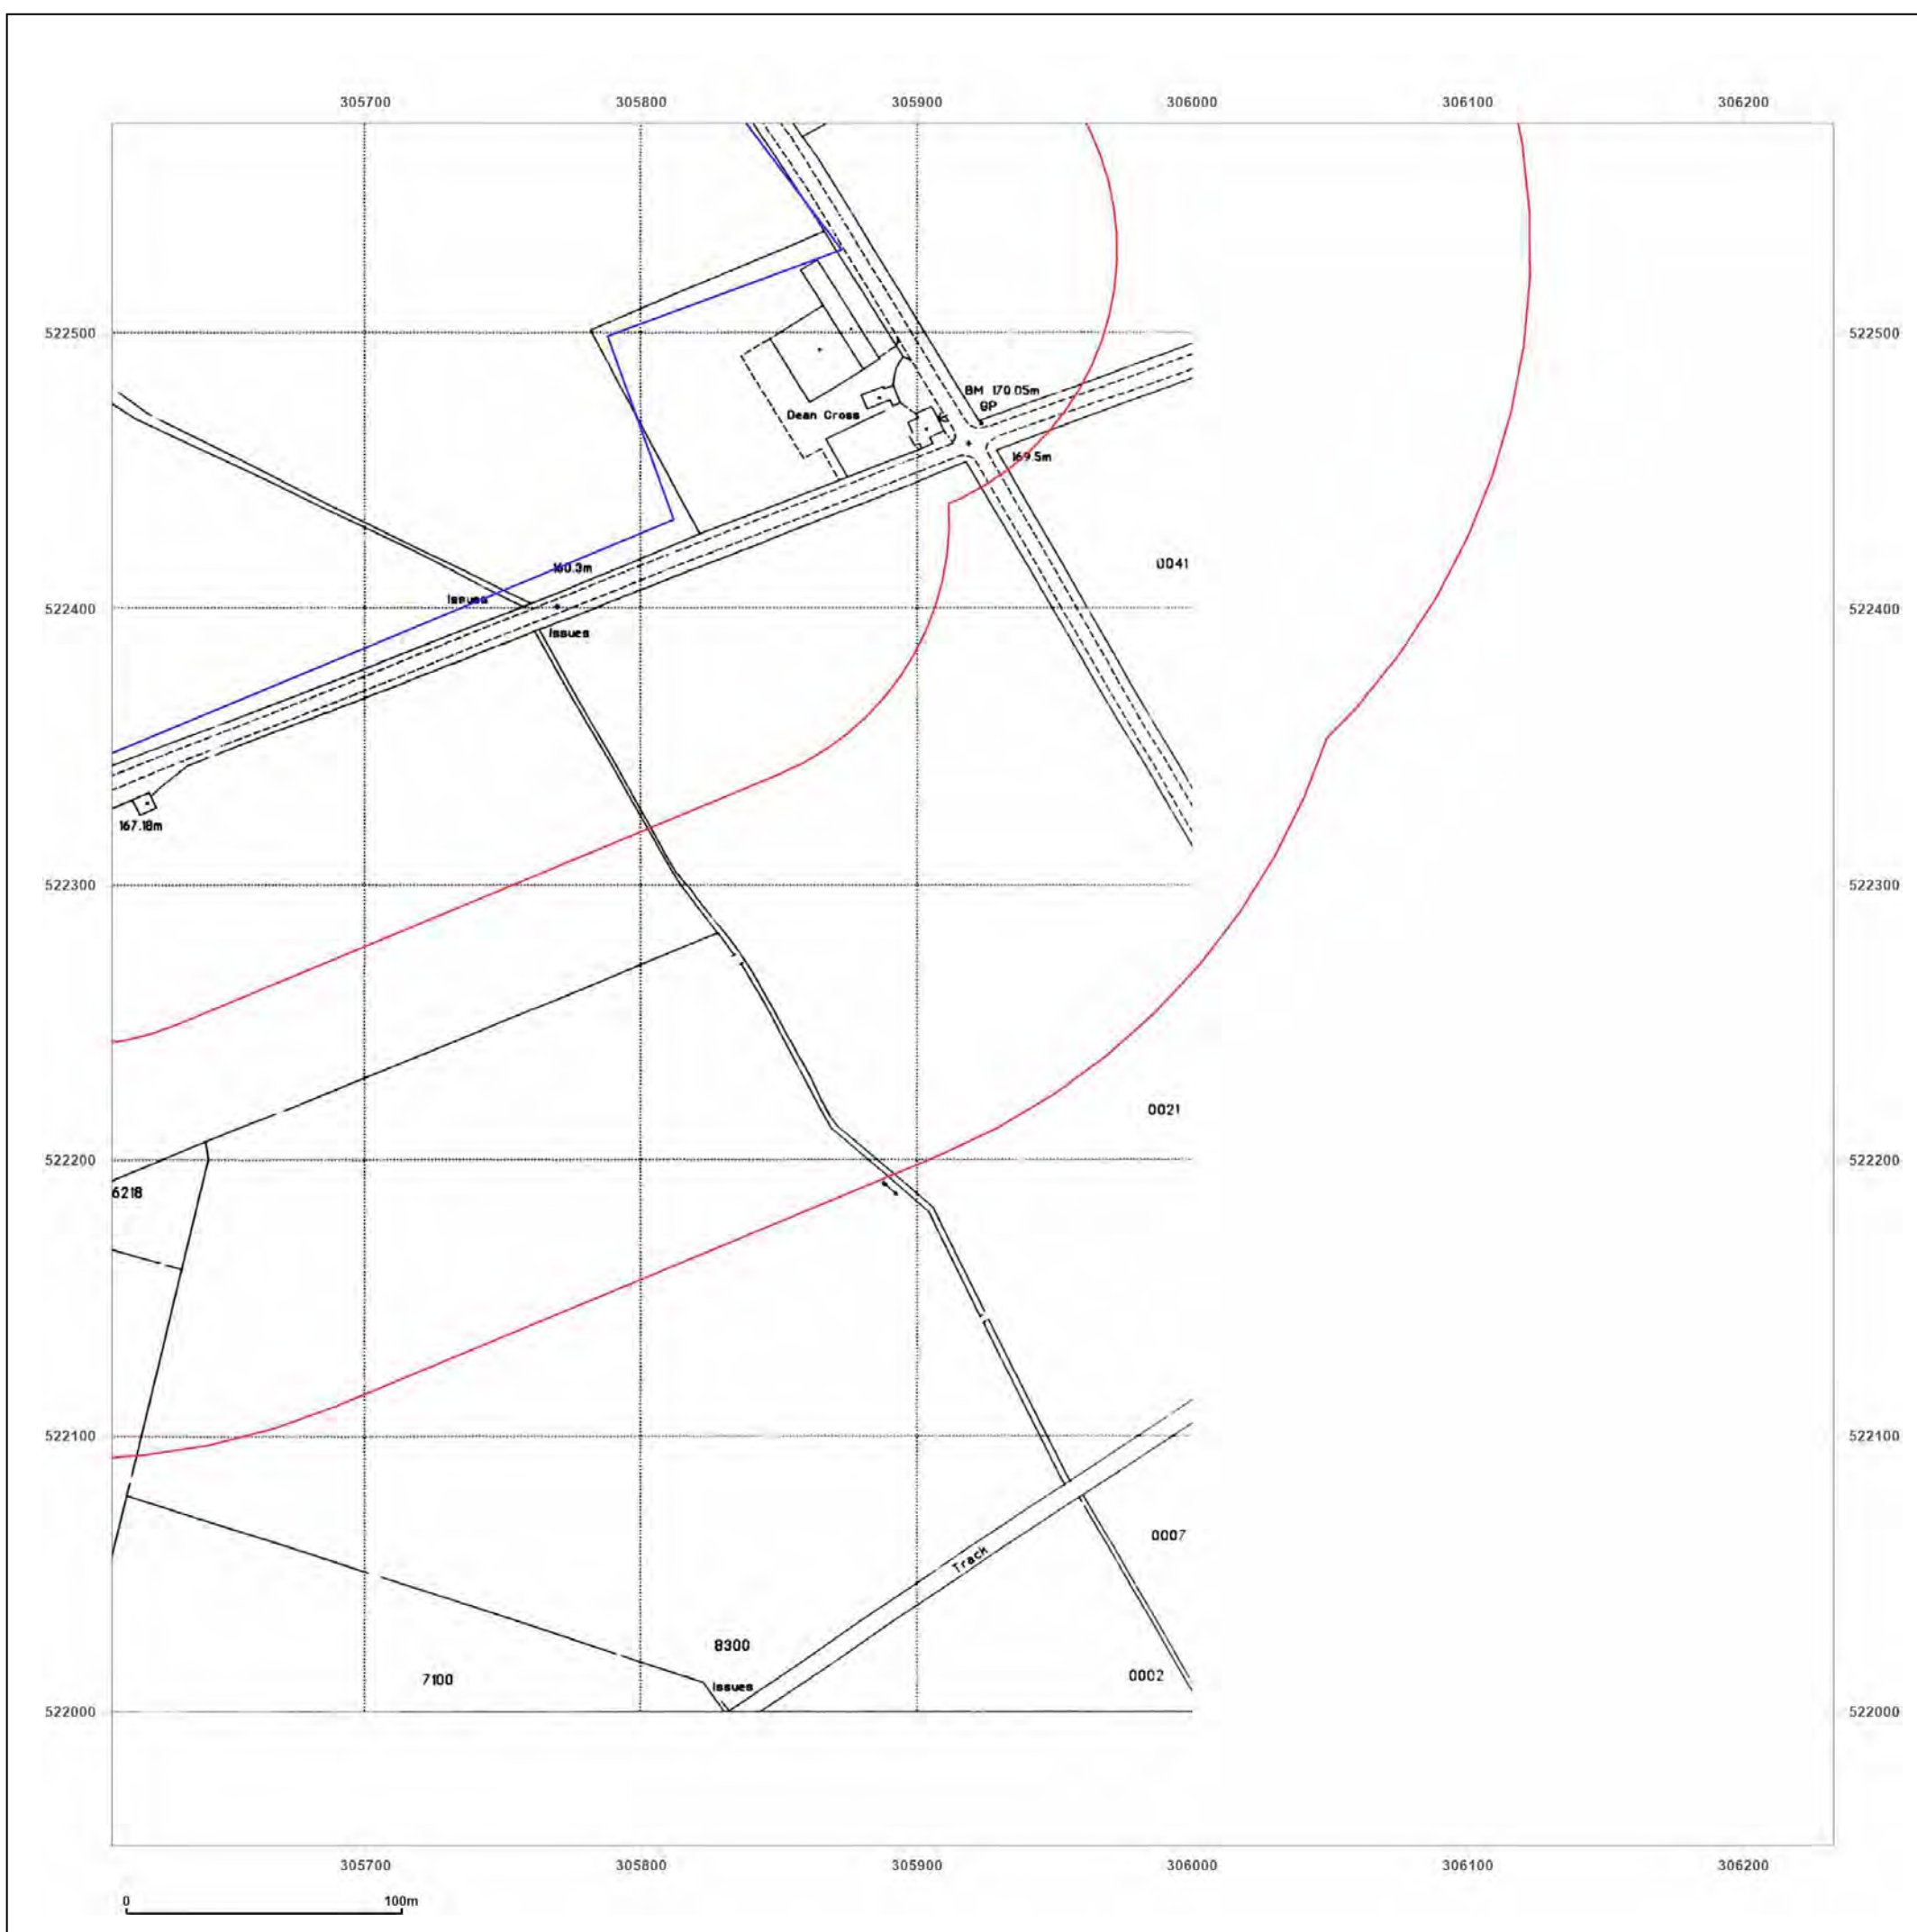 305700 305800 305900 306000 306100 306200
522500 522500
BM 170.05m
GP
Dean Cross
169.5m
0041
160.3m
Issues
522400 522400
Issues
167.18m
522300 522300
0021
522200 522200
6218
522100 522100
0007
Track
8300
0002
7100
Issues
522000 522000
305700 305800 305900 306000 306100 306200
0 100m